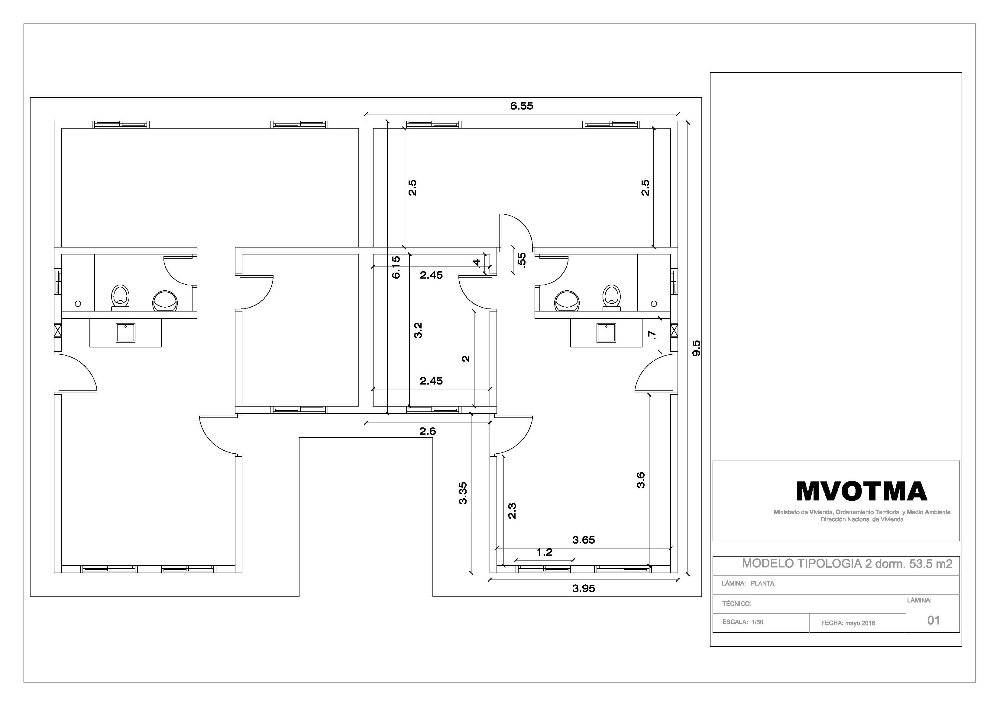 6.55
2.5
2.5
6.15
.4
.55
2.45
3.2
.7
2
9.5
2.45
2.6
3.35
3.6
2.3
3.65
1.2
3.95
MVOTMA
Ministerio de Vivienda, Ordenamiento Territorial y Medio Ambiente
Dirección Nacional de Vivienda
MODELO TIPOLOGIA 2 dorm. 53.5 m2
LÁMINA: PLANTA
TÉCNICO:
LÁMINA:
01
ESCALA: 1/50
FECHA: mayo 2016